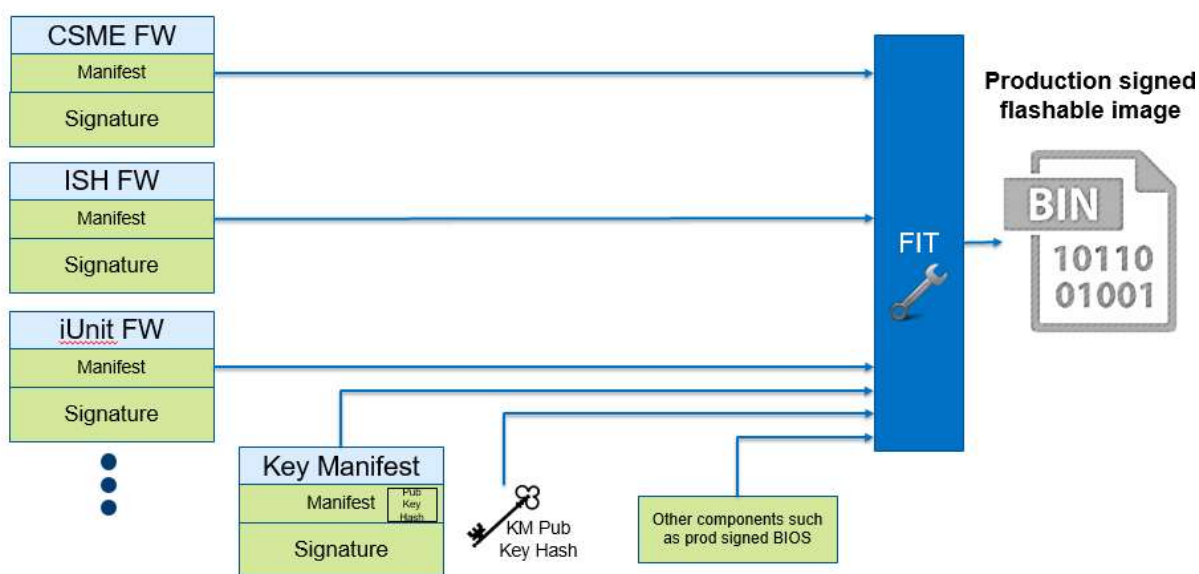 CSME FW
Manifest
Signature
ISH FW
Manifest
Signature
iUnit FW
Manifest
Signature
Key Manifest
Manifest
Pub
Key
Hash
Signature
KM Pub
Key Hash
Other components such
as prod signed BIOS
FIT
Production signed
flashable image
BIN
10110
01001